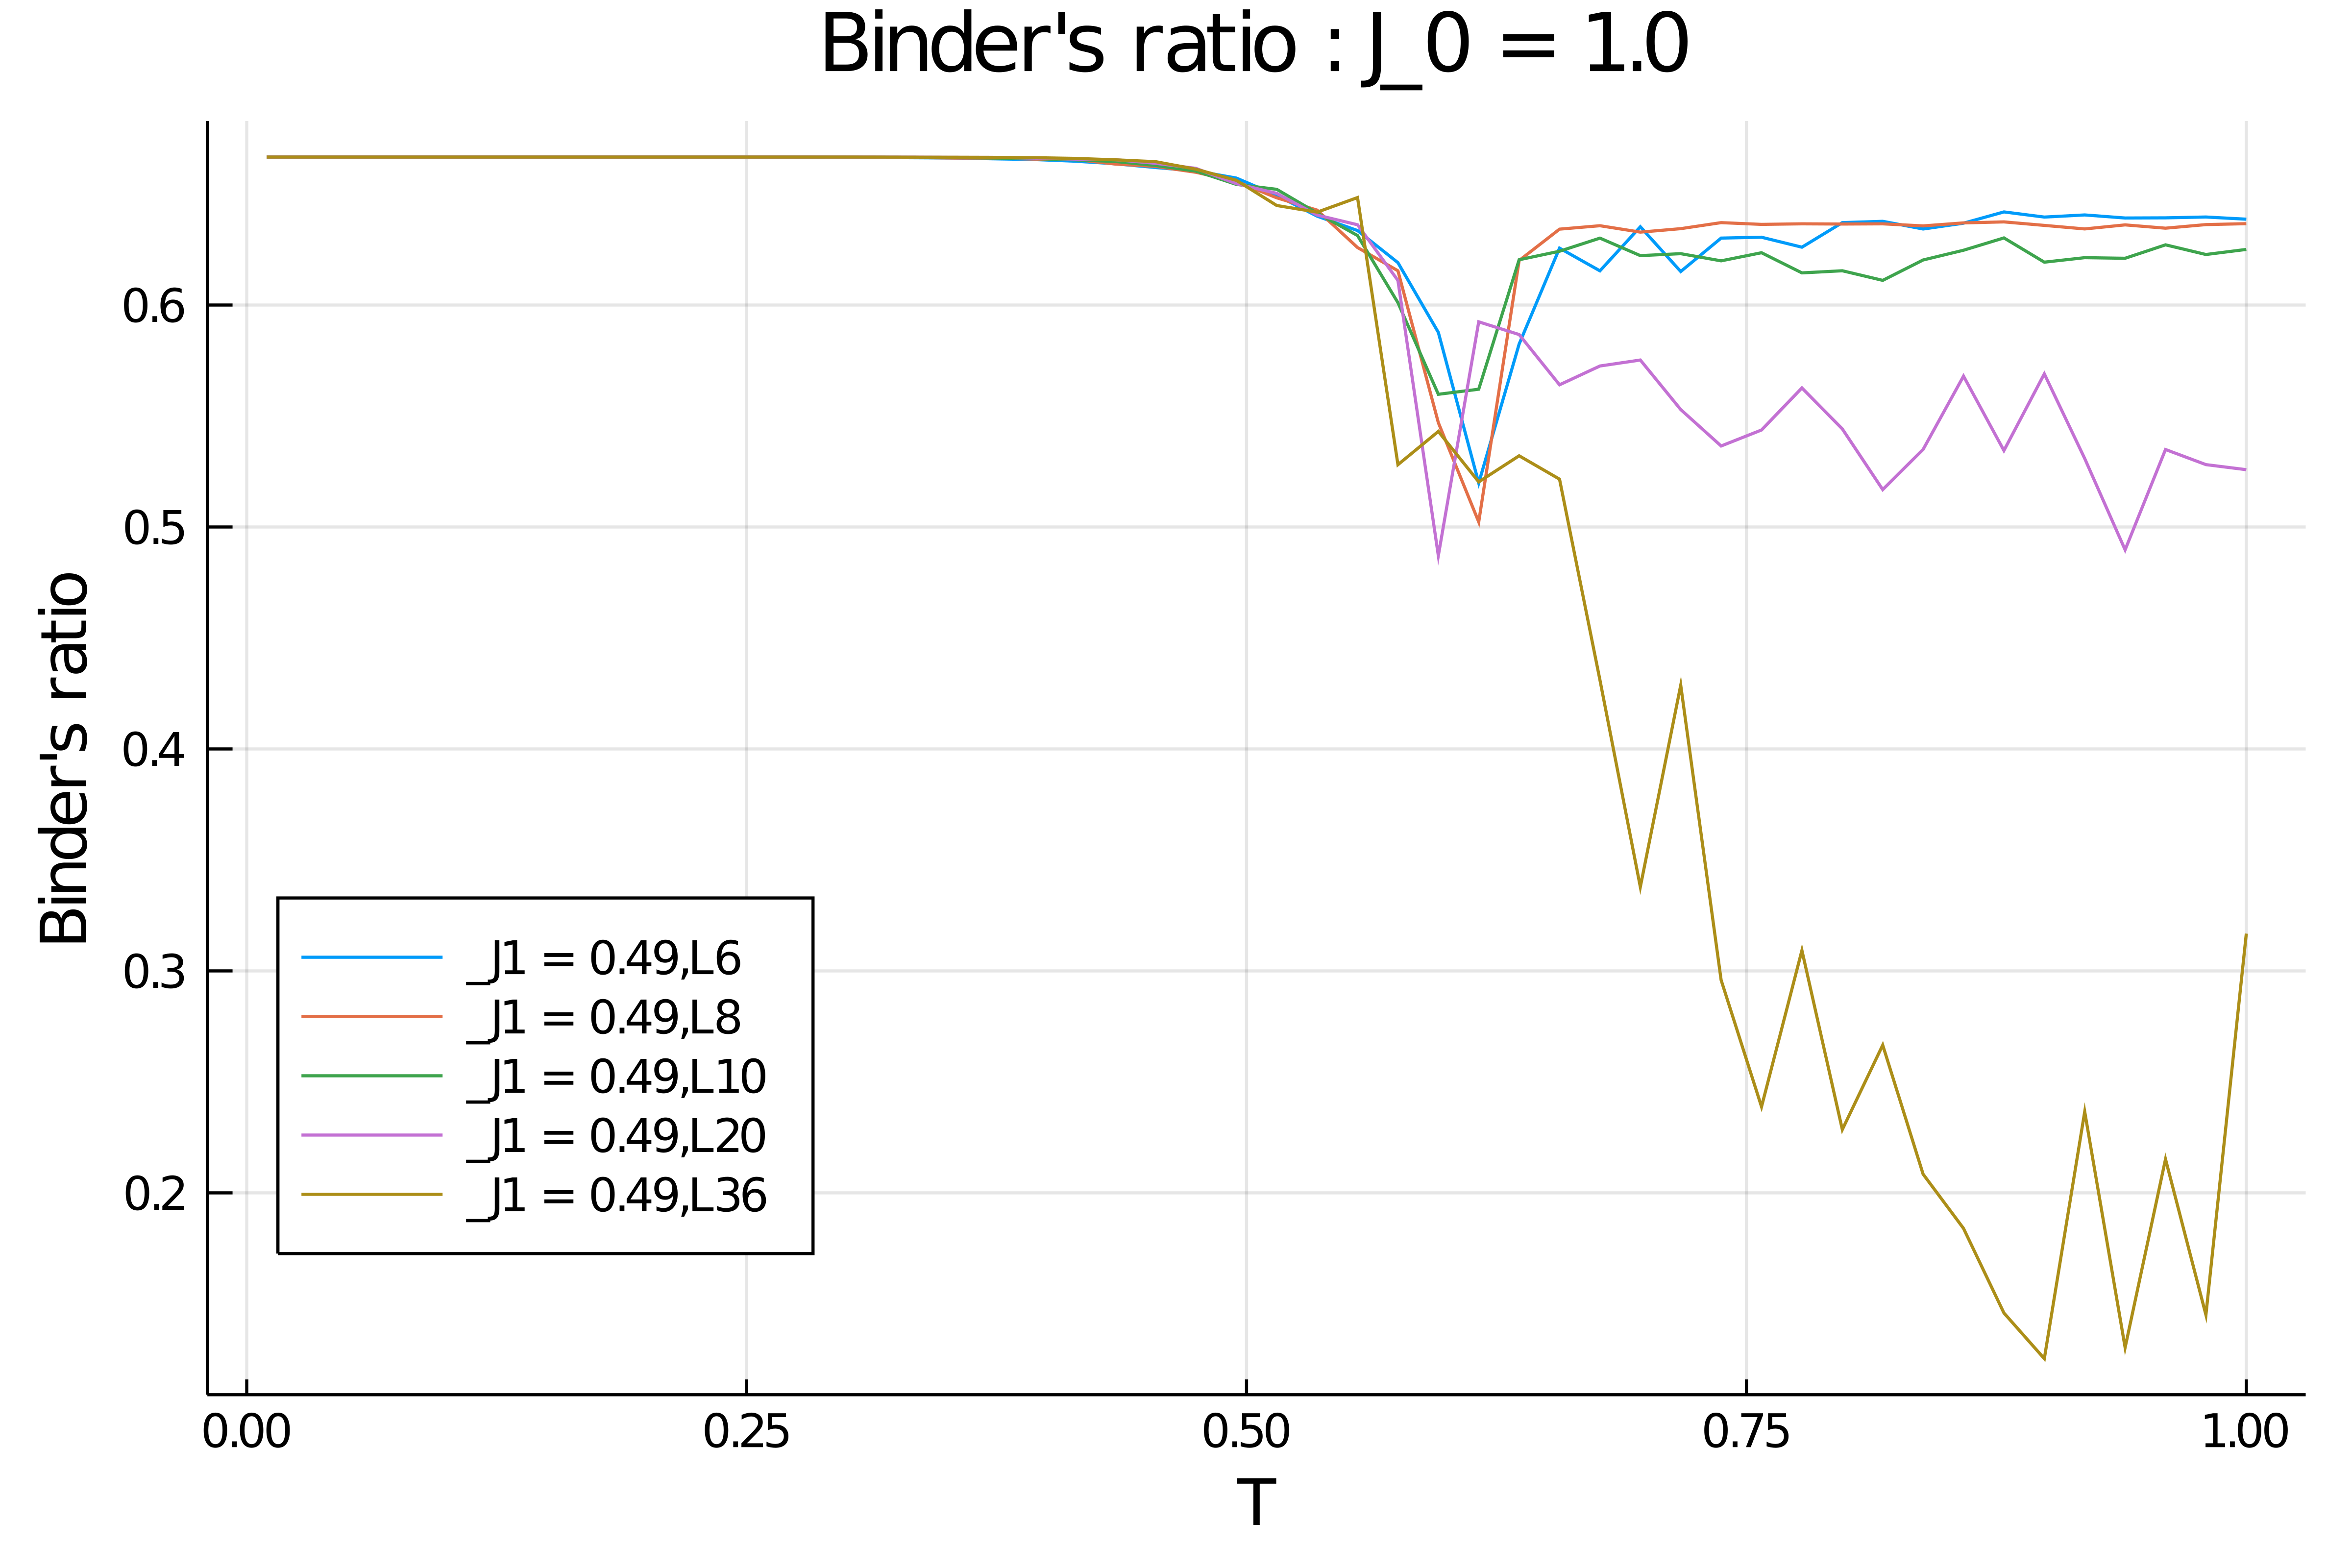 Binder's ratio : J_0 = 1.0
Binder's ratio
0.6
0.5
0.4
0.3
0.2
_J1 = 0.49,L6
_J1 = 0.49,L8
_J1 = 0.49,L10
_J1 = 0.49,L20
_J1 = 0.49,L36
0.00 0.25 0.50 0.75 1.00
T